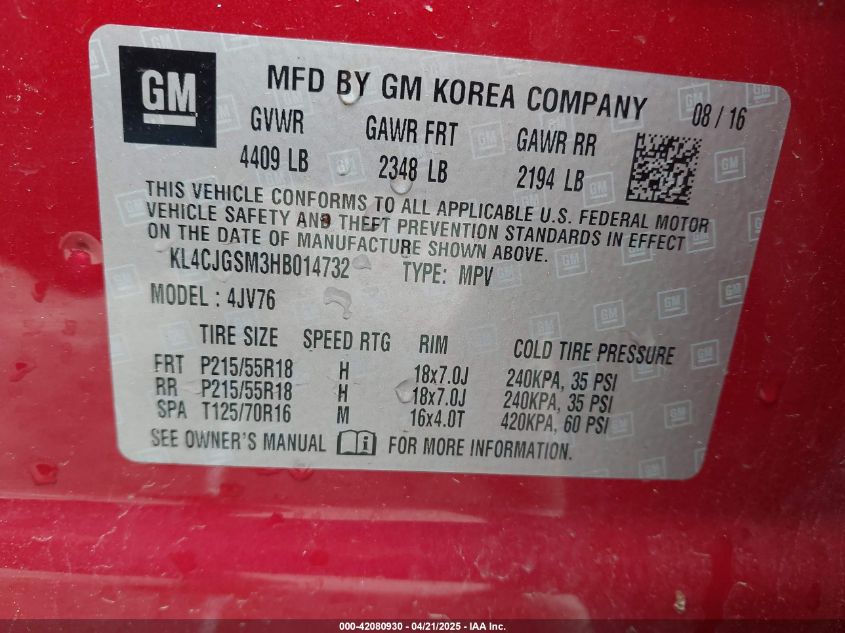 GM
MFD BY GM KOREA COMPANY 08 / 16
GVWR GAWR FRT GAWR RR
4409 LB 2348 LB 2194 LB
THIS VEHICLE CONFORMS TO ALL APPLICABLE U.S. FEDERAL MOTOR
VEHICLE SAFETY AND THEFT PREVENTION STANDARDS IN EFFECT
ON THE DATE OF MANUFACTURE SHOWN ABOVE.
KL4CJGSM3HB014732 TYPE: MPV
MODEL : 4JV76
TIRE SIZE SPEED RTG RIM COLD TIRE PRESSURE
FRT P215/55R18 H 18x7.0J 240KPA, 35 PSI
RR P215/55R18 H 18x7.0J 240KPA, 35 PSI
SPA T125/70R16 M 16x4.0T 420KPA, 60 PSI
SEE OWNER'S MANUAL i FOR MORE INFORMATION.
000-42080930 - 04/21/2025 - IAA Inc.